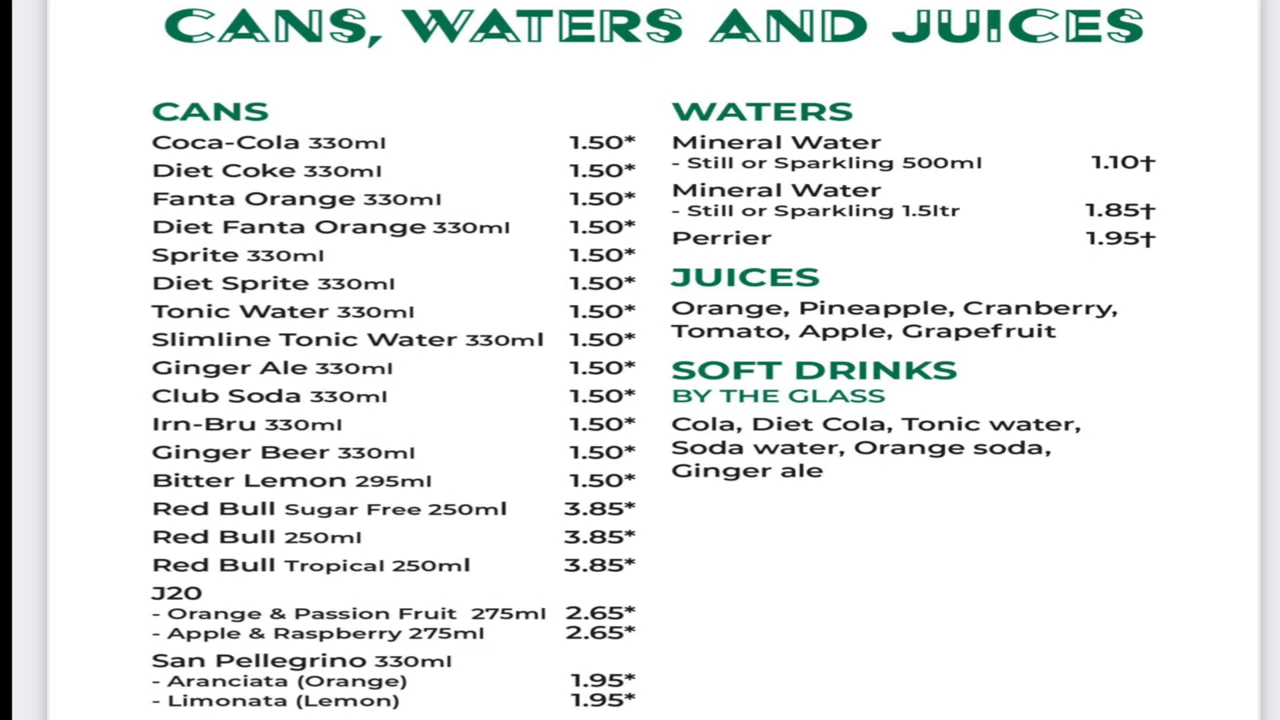 CANS, WATERS AND JUICES
CANS
Coca-Cola 330ml 1.50*
Diet Coke 330ml 1.50*
Fanta Orange 330ml 1.50*
Diet Fanta Orange 330ml 1.50*
Sprite 330ml 1.50*
Diet Sprite 330ml 1.50*
Tonic Water 330ml 1.50*
Slimline Tonic Water 330ml 1.50*
Ginger Ale 330ml 1.50*
Club Soda 330ml 1.50*
Irn-Bru 330ml 1.50*
Ginger Beer 330ml 1.50*
Bitter Lemon 295ml 1.50*
Red Bull Sugar Free 250ml 3.85*
Red Bull 250ml 3.85*
Red Bull Tropical 250ml 3.85*
J20
- Orange & Passion Fruit 275ml 2.65*
- Apple & Raspberry 275ml 2.65*
San Pellegrino 330ml
- Aranciata (Orange) 1.95*
- Limonata (Lemon) 1.95*
WATERS
Mineral Water
- Still or Sparkling 500ml 1.10†
Mineral Water
- Still or Sparkling 1.5ltr 1.85†
Perrier 1.95†
JUICES
Orange, Pineapple, Cranberry,
Tomato, Apple, Grapefruit
SOFT DRINKS
BY THE GLASS
Cola, Diet Cola, Tonic water,
Soda water, Orange soda,
Ginger ale